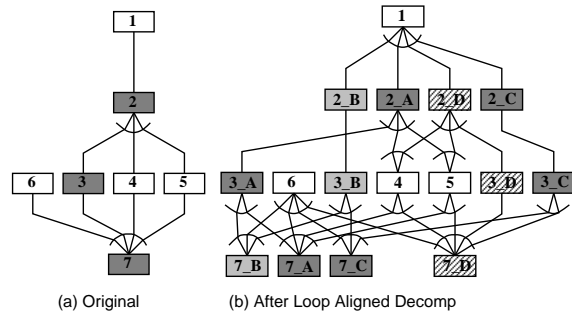 1
2
6 3 4 5
7
(a) Original
1
2_B 2_A 2_D 2_C
3_A 6 3_B 4 5 3_D 3_C
7_B 7_A 7_C 7_D
(b) After Loop Aligned Decomp